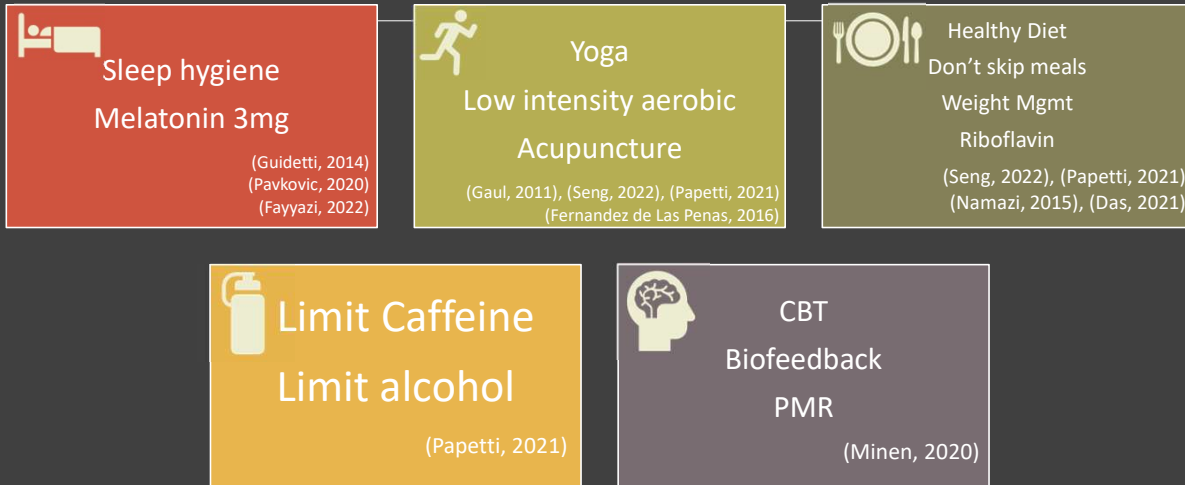 Sleep hygiene
Melatonin 3mg
(Guidetti, 2014)
(Pavkovic, 2020)
(Fayyazi, 2022)
Yoga
Low intensity aerobic
Acupuncture
(Gaul, 2011), (Seng, 2022), (Papetti, 2021)
(Fernandez de Las Penas, 2016)
Healthy Diet
Don’t skip meals
Weight Mgmt
Riboflavin
(Seng, 2022), (Papetti, 2021)
(Namazi, 2015), (Das, 2021)
Limit Caffeine
Limit alcohol
(Papetti, 2021)
CBT
Biofeedback
PMR
(Minen, 2020)